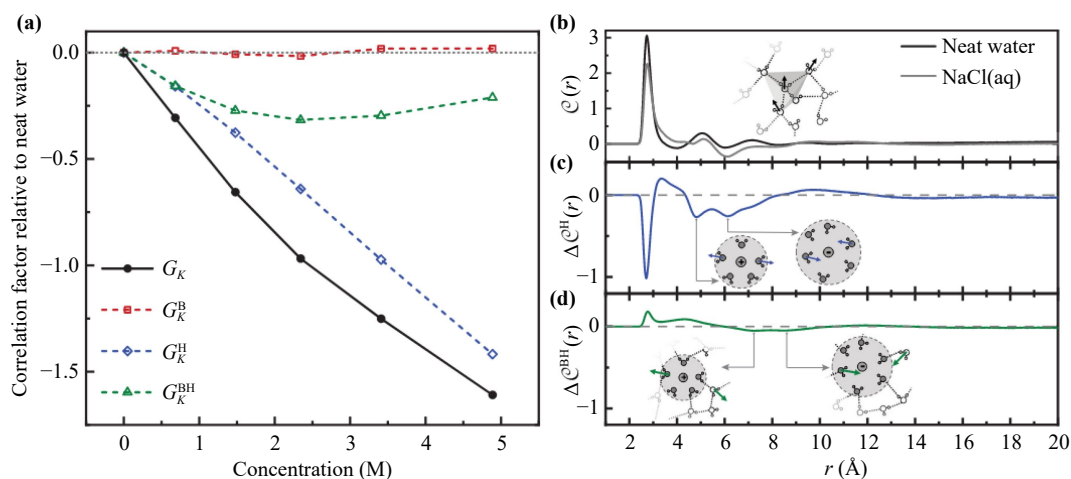 (a)
Correlation factor relative to neat water
0.0
−0.5
−1.0
−1.5
G_K
G_K^B
G_K^H
G_K^BH
0 1 2 3 4 5
Concentration (M)
(b)
3
2
1
0
𝒞(r)
Neat water
NaCl(aq)
(c)
0
−1
Δ𝒞^H(r)
+
−
(d)
0
−1
Δ𝒞^BH(r)
+
−
2 4 6 8 10 12 14 16 18 20
r (Å)